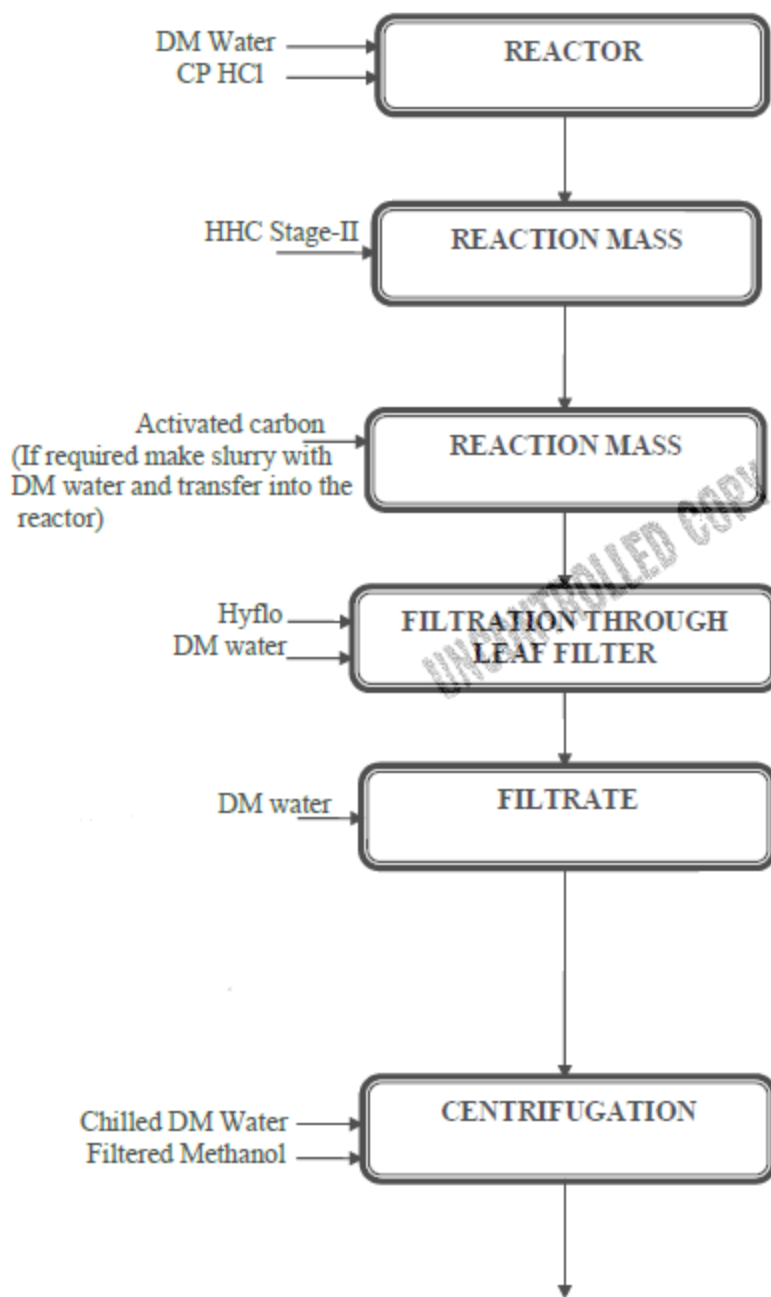 DM Water
CP HCl
REACTOR
HHC Stage-II
REACTION MASS
Activated carbon
(If required make slurry with
DM water and transfer into the
reactor)
REACTION MASS
UNCONTROLLED COPY
Hyflo
DM water
FILTRATION THROUGH
LEAF FILTER
DM water
FILTRATE
Chilled DM Water
Filtered Methanol
CENTRIFUGATION